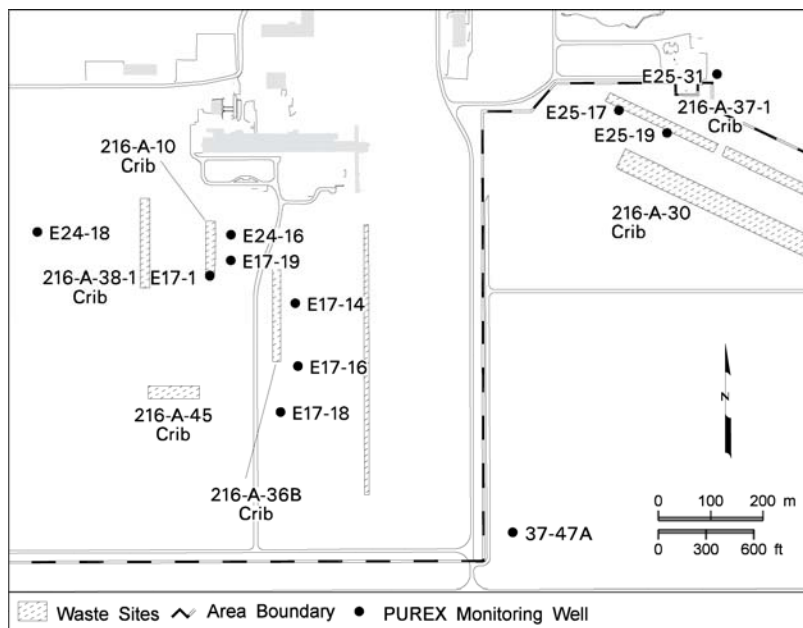 E25-31
216-A-37-1
Crib
E25-17
E25-19
216-A-10
Crib
216-A-30
Crib
E24-18
E24-16
E17-19
216-A-38-1
Crib
E17-1
E17-14
E17-16
216-A-45
Crib
E17-18
216-A-36B
Crib
N
0 100 200 m
0 300 600 ft
37-47A
Waste Sites
Area Boundary
PUREX Monitoring Well